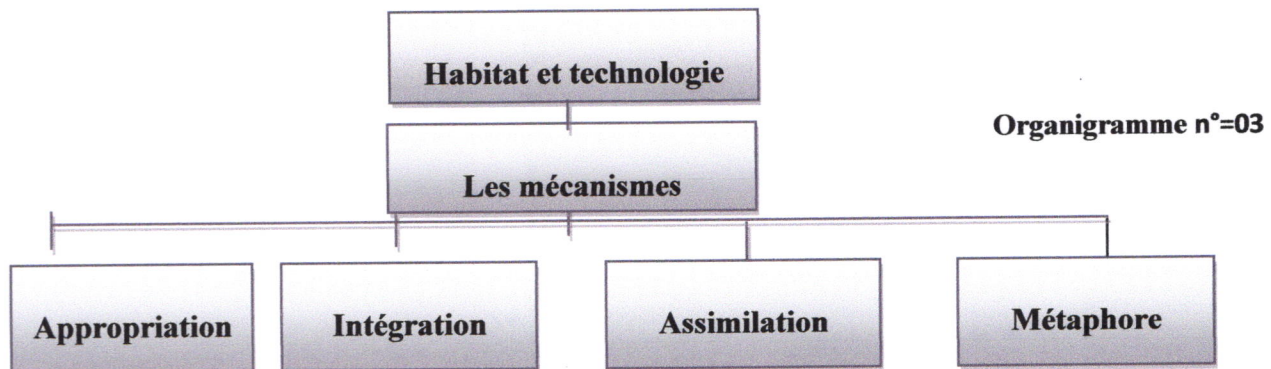 Habitat et technologie
Organigramme n°=03
Les mécanismes
Appropriation
Intégration
Assimilation
Métaphore